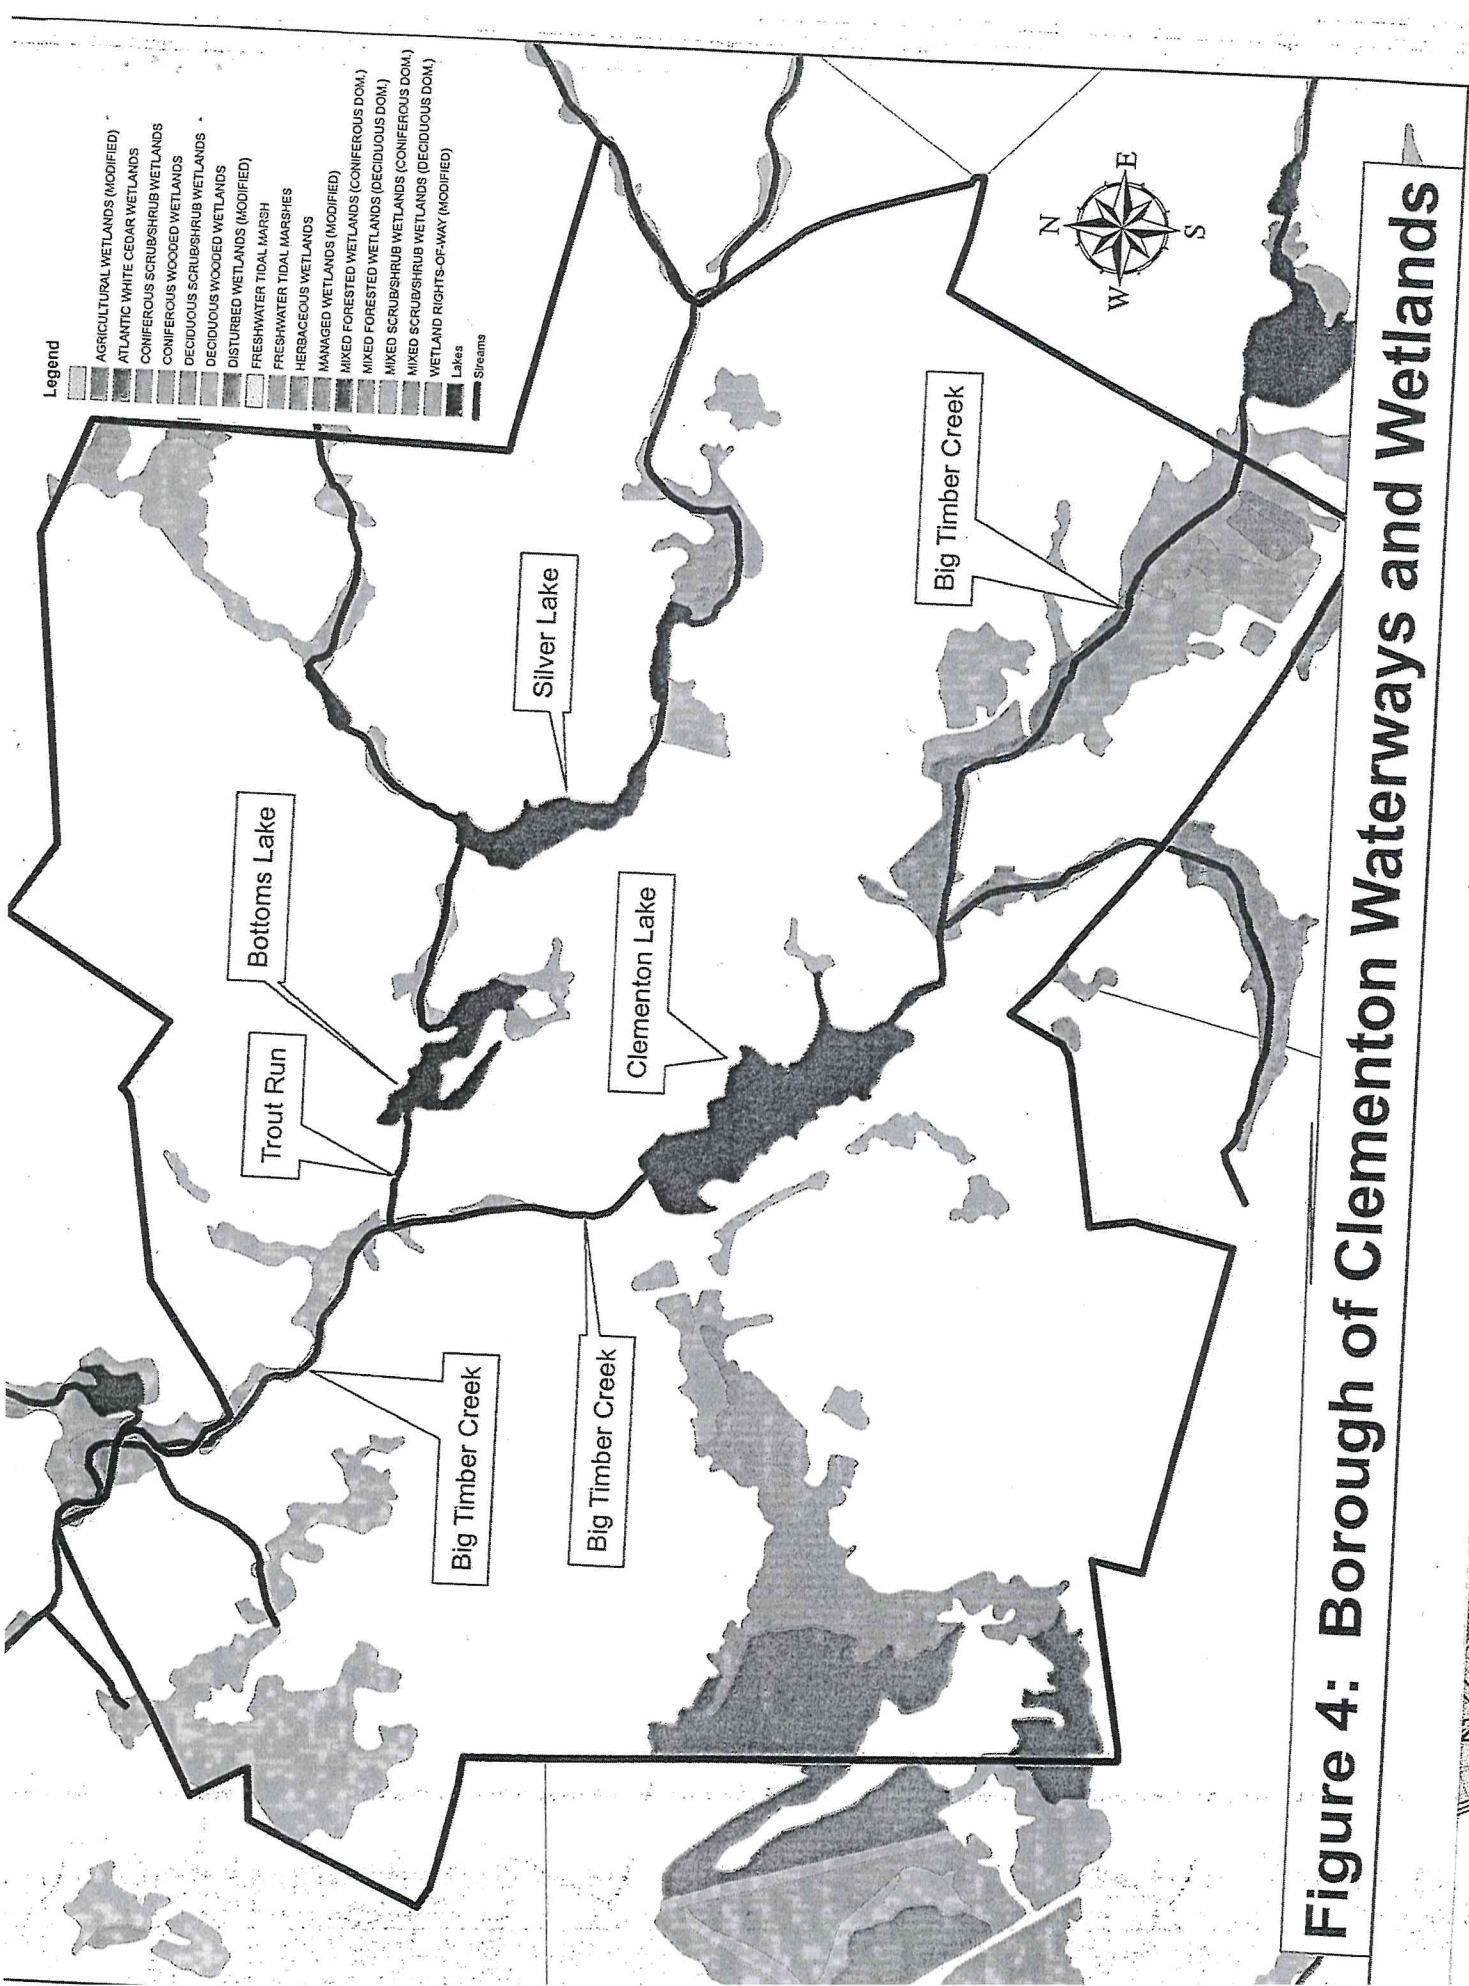 Legend
AGRICULTURAL WETLANDS (MODIFIED)
ATLANTIC WHITE CEDAR WETLANDS
CONIFEROUS SCRUB/SHRUB WETLANDS
CONIFEROUS WOODED WETLANDS
DECIDUOUS SCRUB/SHRUB WETLANDS
DECIDUOUS WOODED WETLANDS
DISTURBED WETLANDS (MODIFIED)
FRESHWATER TIDAL MARSH
FRESHWATER TIDAL MARSHES
HERBACEOUS WETLANDS
MANAGED WETLANDS (MODIFIED)
MIXED FORESTED WETLANDS (CONIFEROUS DOM.)
MIXED FORESTED WETLANDS (DECIDUOUS DOM.)
MIXED SCRUB/SHRUB WETLANDS (CONIFEROUS DOM.)
MIXED SCRUB/SHRUB WETLANDS (DECIDUOUS DOM.)
WETLAND RIGHTS-OF-WAY (MODIFIED)
Lakes
Streams
Bottoms Lake
Trout Run
Silver Lake
Big Timber Creek
Clementon Lake
Big Timber Creek
Big Timber Creek
N
W
E
S
Figure 4: Borough of Clementon Waterways and Wetlands